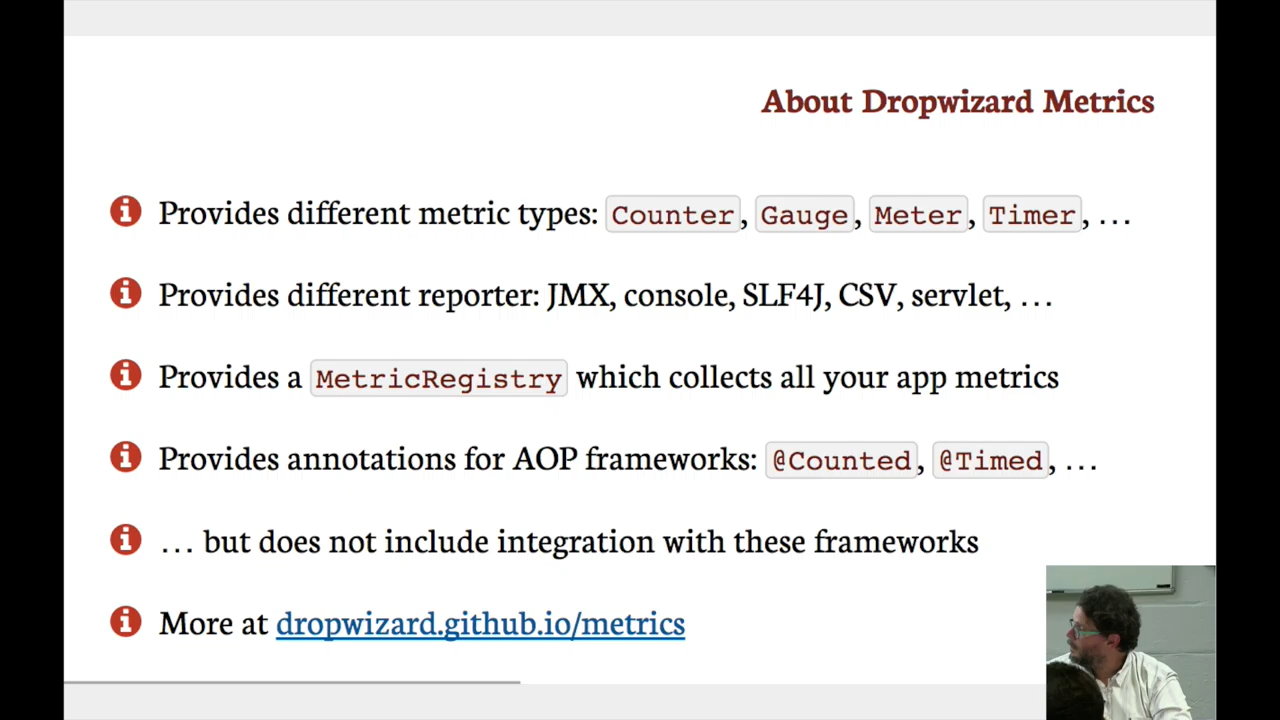 About Dropwizard Metrics
Provides different metric types: Counter, Gauge, Meter, Timer, …
Provides different reporter: JMX, console, SLF4J, CSV, servlet, …
Provides a MetricRegistry which collects all your app metrics
Provides annotations for AOP frameworks: @Counted, @Timed, …
… but does not include integration with these frameworks
More at dropwizard.github.io/metrics